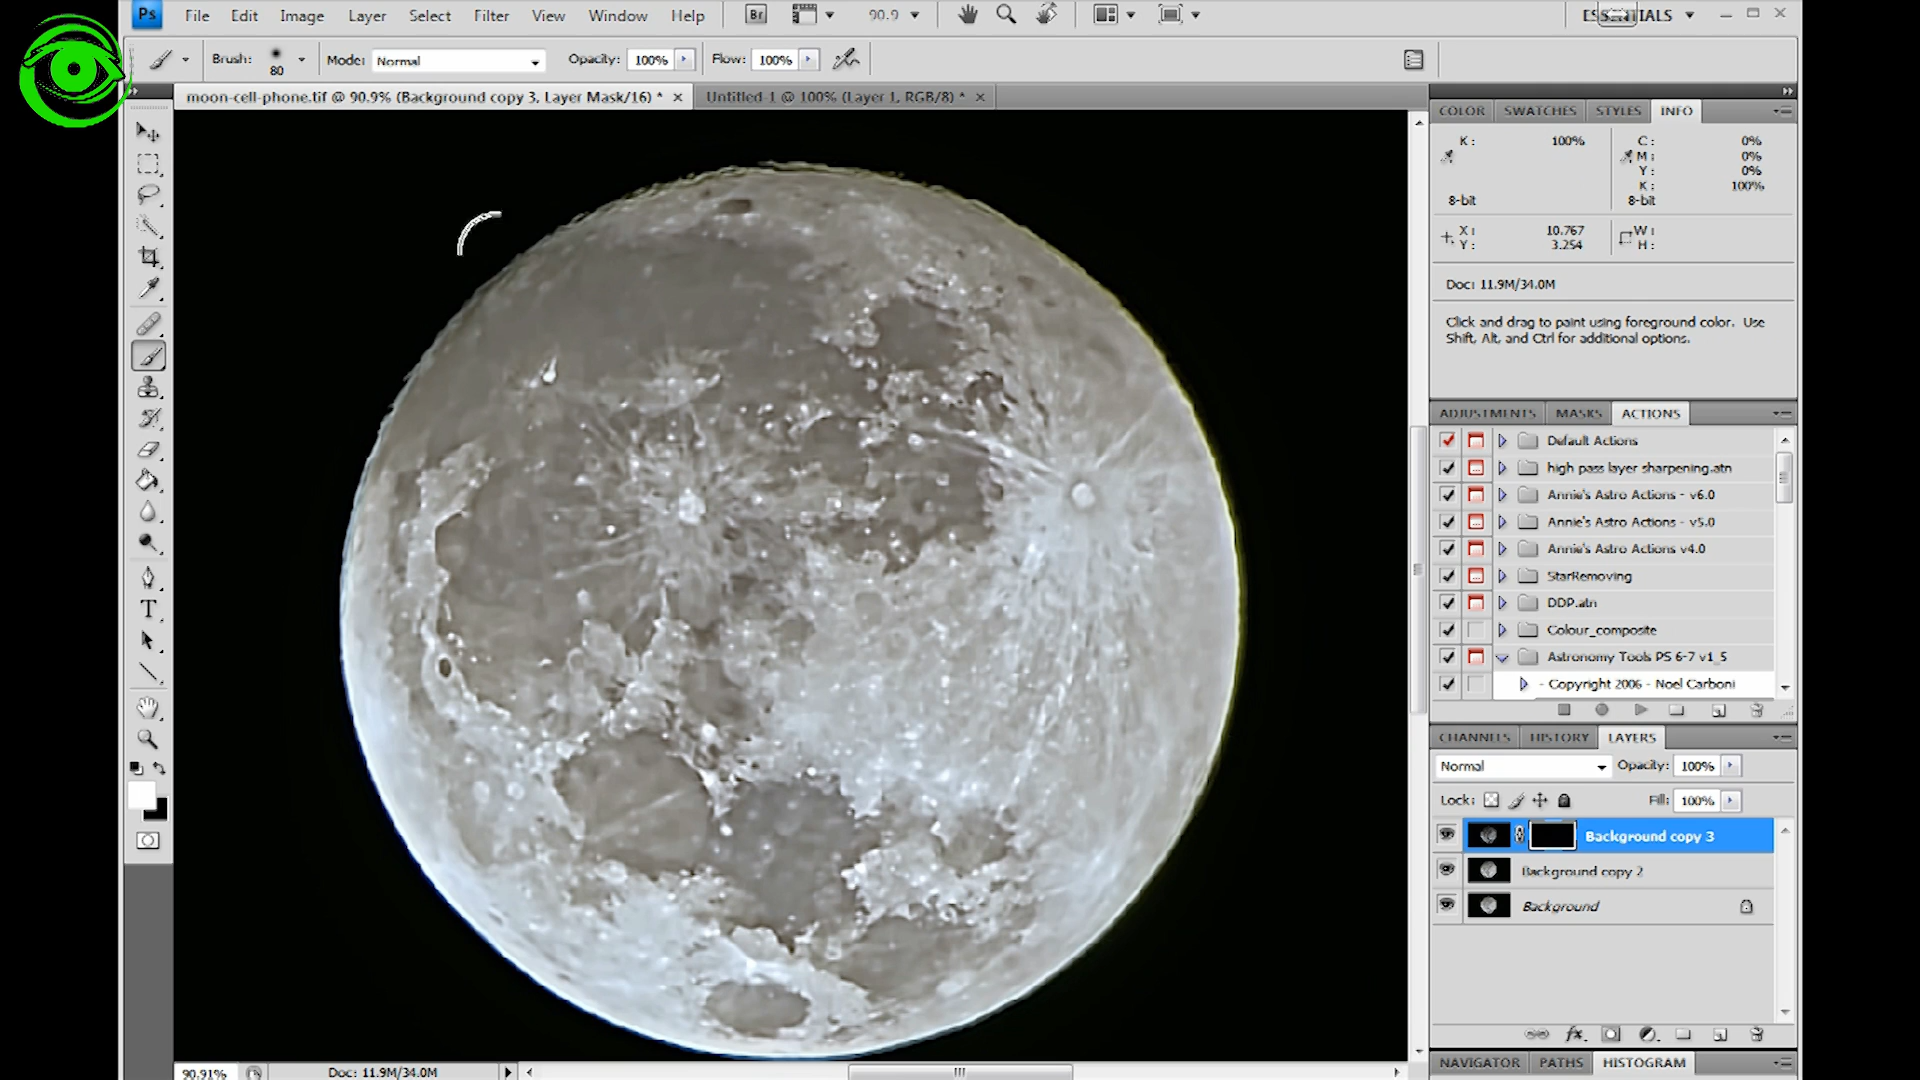 Ps File Edit Image Layer Select Filter View Window Help Br 90.9
Brush: 80 Mode: Normal Opacity: 100% Flow: 100%
moon-cell-phone.tif @ 90.9% (Background copy 3, Layer Mask/16) * × Untitled-1 @ 100% (Layer 1, RGB/8) * ×
COLOR SWATCHES STYLES INFO
K: 100% C: 0%
M: 0%
Y: 0%
K: 100%
8-bit 8-bit
X: 10.767 W:
Y: 3.254 H:
Doc: 11.9M/34.0M
Click and drag to paint using foreground color. Use
Shift, Alt, and Ctrl for additional options.
ADJUSTMENTS MASKS ACTIONS
Default Actions
high pass layer sharpening.atn
Annie's Astro Actions - v6.0
Annie's Astro Actions - v5.0
Annie's Astro Actions v4.0
StarRemoving
DDP.atn
Colour_composite
Astronomy Tools PS 6-7 v1_5
- Copyright 2006 - Noel Carboni
CHANNELS HISTORY LAYERS
Normal Opacity: 100%
Lock: Fill: 100%
Background copy 3
Background copy 2
Background
fx
NAVIGATOR PATHS HISTOGRAM
90.91% Doc: 11.9M/34.0M